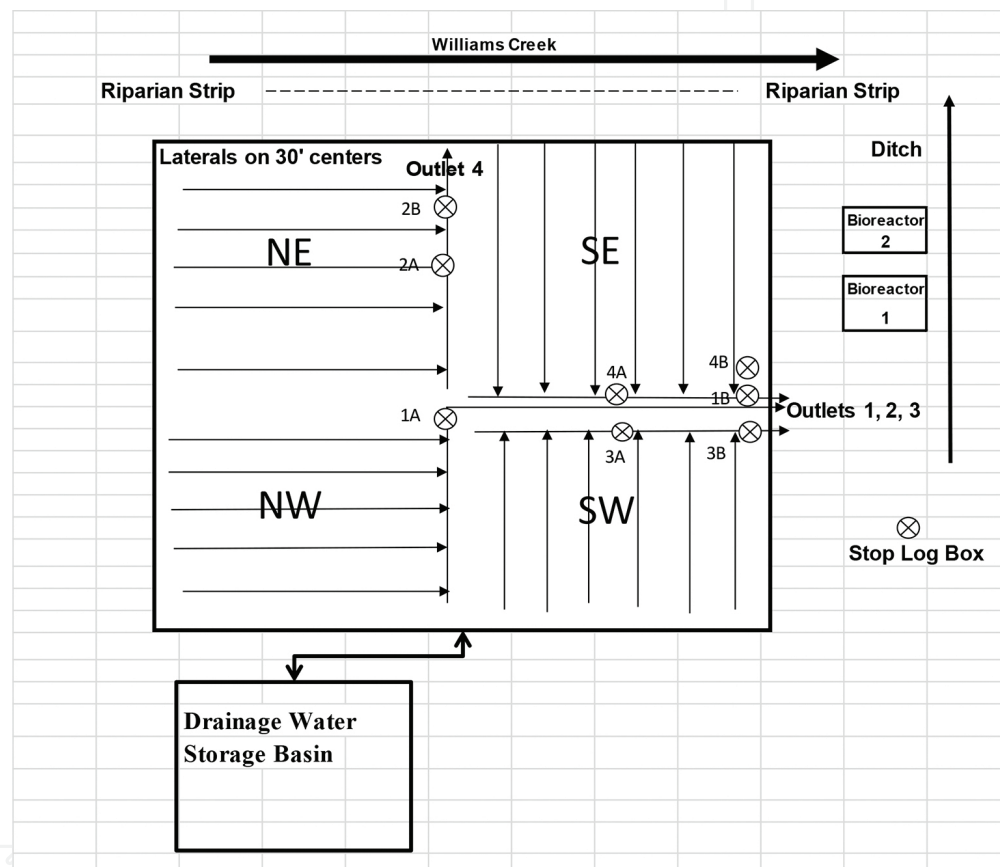 Williams Creek
Riparian Strip
Riparian Strip
Laterals on 30' centers
Outlet 4
Ditch
2B
Bioreactor
2
NE
SE
2A
Bioreactor
1
4B
4A
1B
1A
Outlets 1, 2, 3
3A
3B
NW
SW
Stop Log Box
Drainage Water
Storage Basin